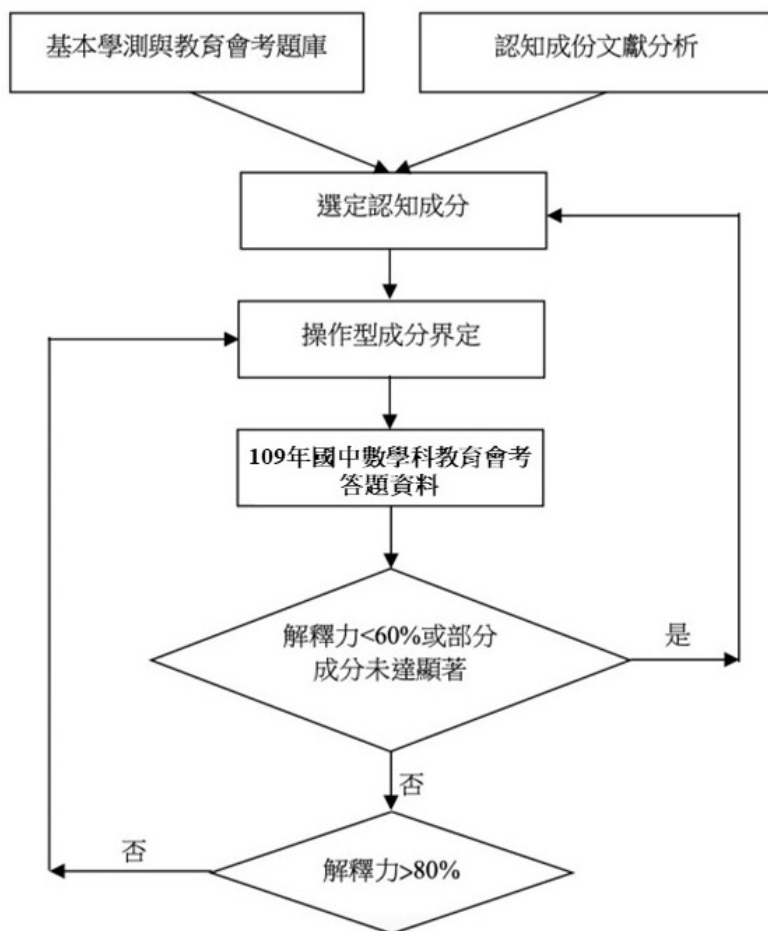 基本學測與教育會考題庫
認知成份文獻分析
選定認知成分
操作型成分界定
109年國中數學科教育會考
答題資料
解釋力<60%或部分
成分未達顯著
是
否
否
解釋力>80%